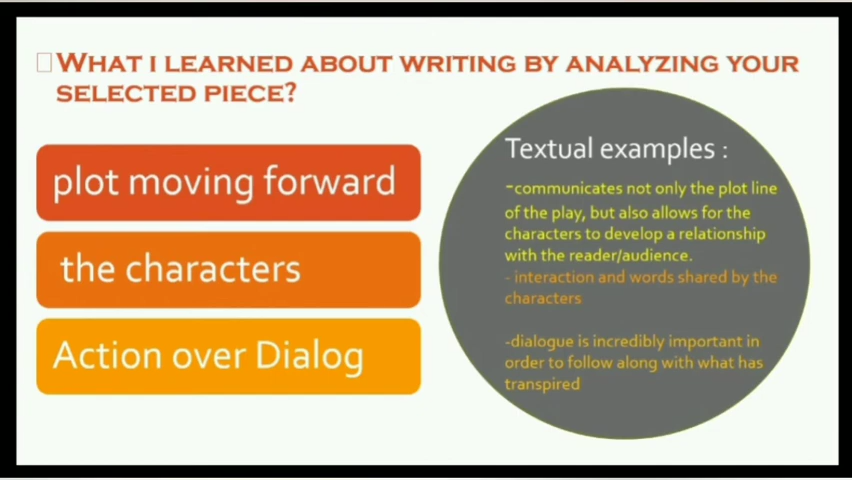 WHAT I LEARNED ABOUT WRITING BY ANALYZING YOUR
SELECTED PIECE?
plot moving forward
the characters
Action over Dialog
Textual examples :
-communicates not only the plot line
of the play, but also allows for the
characters to develop a relationship
with the reader/audience.
- interaction and words shared by the
characters
-dialogue is incredibly important in
order to follow along with what has
transpired